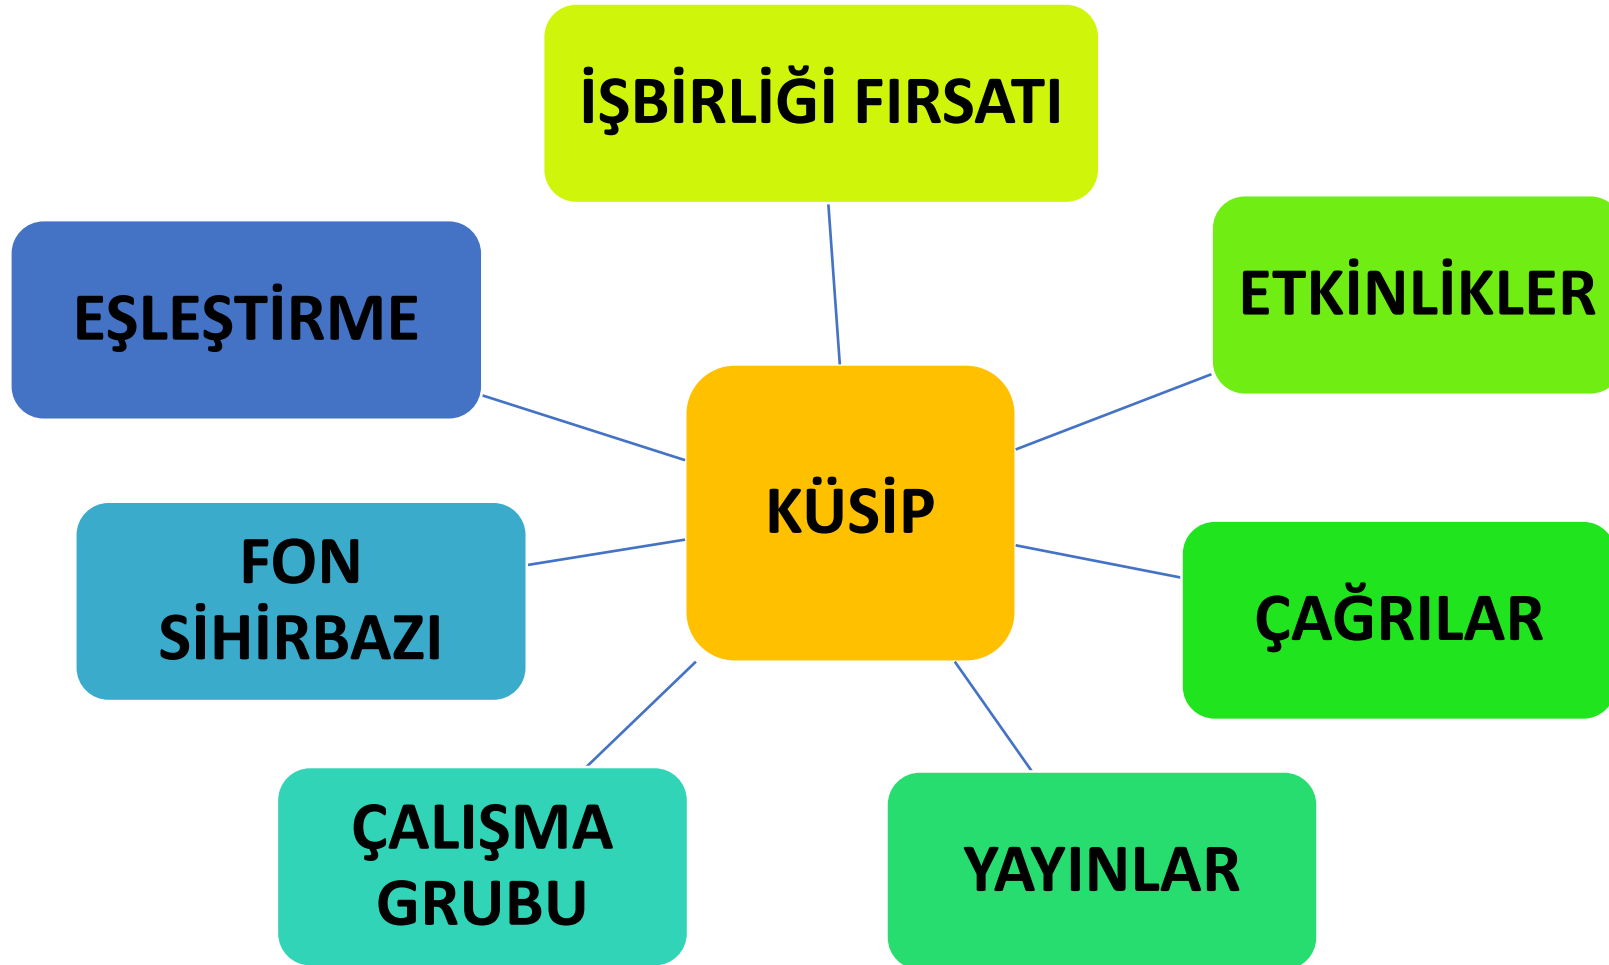 İŞBİRLİĞİ FIRSATI
ETKİNLİKLER
EŞLEŞTİRME
KÜSİP
FON
SİHİRBAZI
ÇAĞRILAR
ÇALIŞMA
GRUBU
YAYINLAR